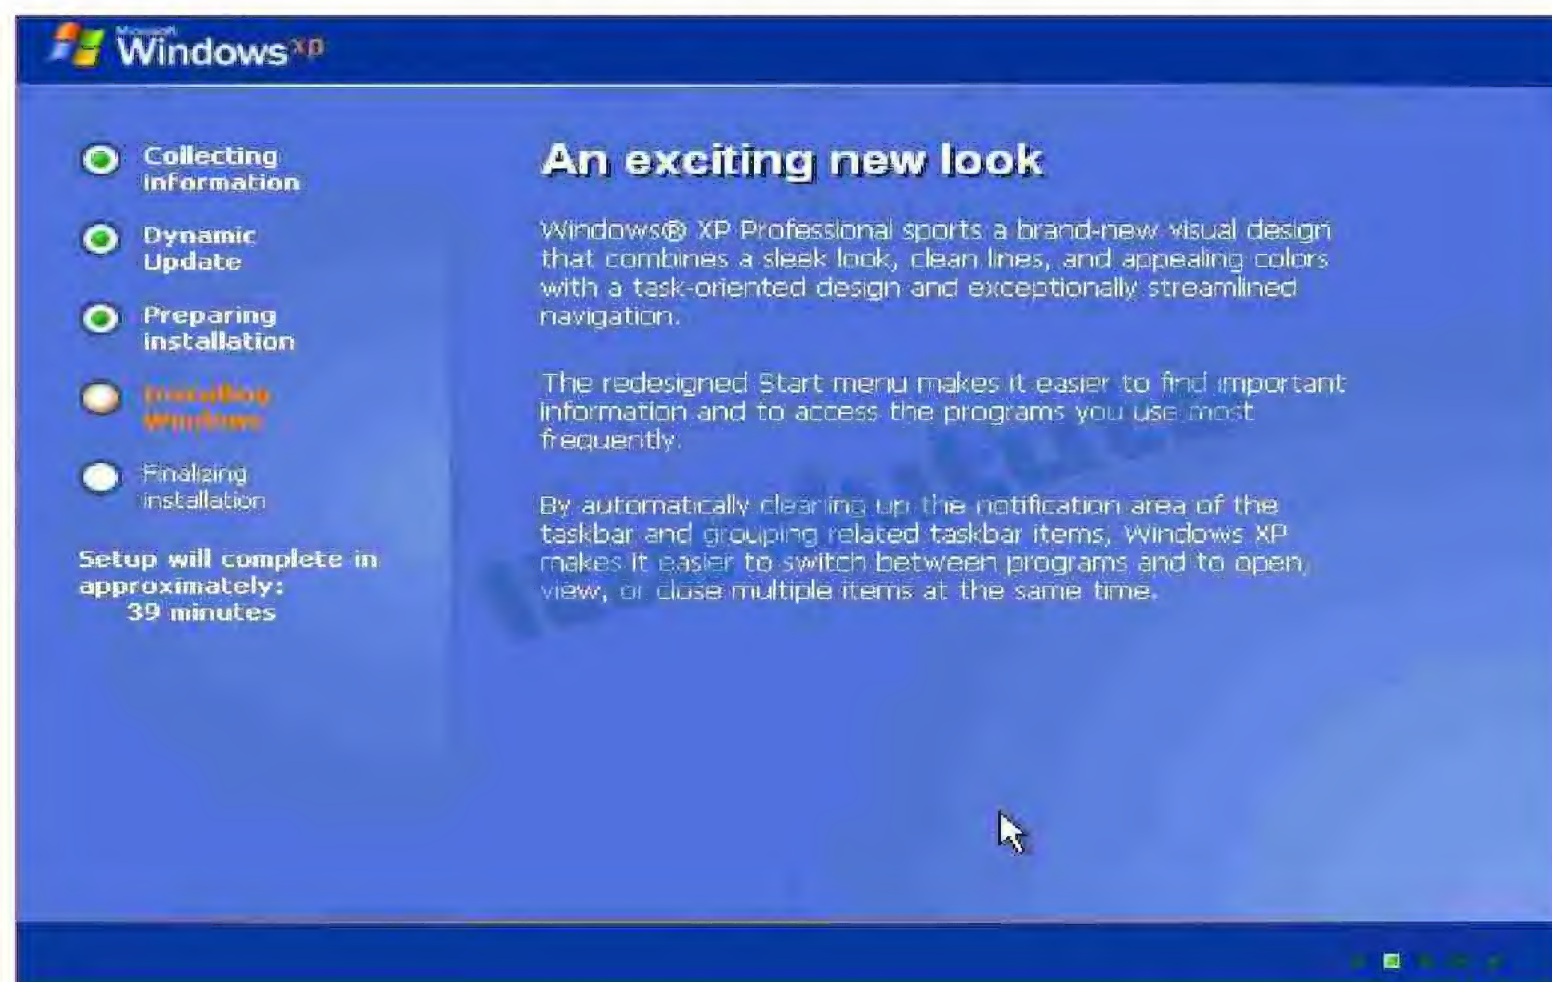 Microsoft
Windows xp
Collecting
information
Dynamic
Update
Preparing
installation
Installing
Windows
Finalizing
installation
Setup will complete in
approximately:
39 minutes
An exciting new look
Windows® XP Professional sports a brand-new visual design
that combines a sleek look, clean lines, and appealing colors
with a task-oriented design and exceptionally streamlined
navigation.
The redesigned Start menu makes it easier to find important
information and to access the programs you use most
frequently.
By automatically cleaning up the notification area of the
taskbar and grouping related taskbar items, Windows XP
makes it easier to switch between programs and to open,
view, or close multiple items at the same time.